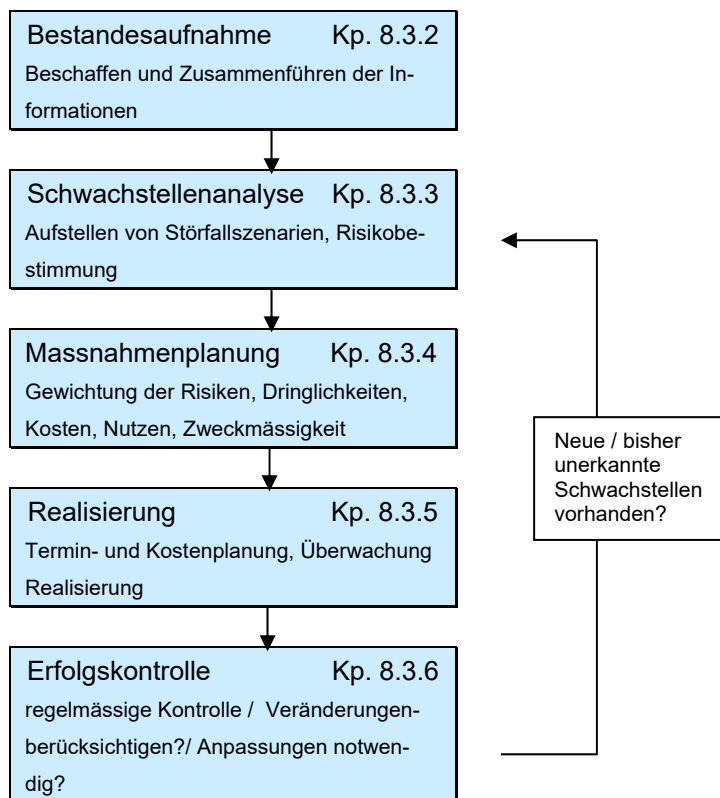 Bestandesaufnahme Kp. 8.3.2
Beschaffen und Zusammenführen der In-
formationen
Schwachstellenanalyse Kp. 8.3.3
Aufstellen von Störfallszenarien, Risikobe-
stimmung
Massnahmenplanung Kp. 8.3.4
Gewichtung der Risiken, Dringlichkeiten,
Kosten, Nutzen, Zweckmässigkeit
Realisierung Kp. 8.3.5
Termin- und Kostenplanung, Überwachung
Realisierung
Erfolgskontrolle Kp. 8.3.6
regelmässige Kontrolle / Veränderungen-
berücksichtigen?/ Anpassungen notwen-
dig?
Neue / bisher
unerkannte
Schwachstellen
vorhanden?